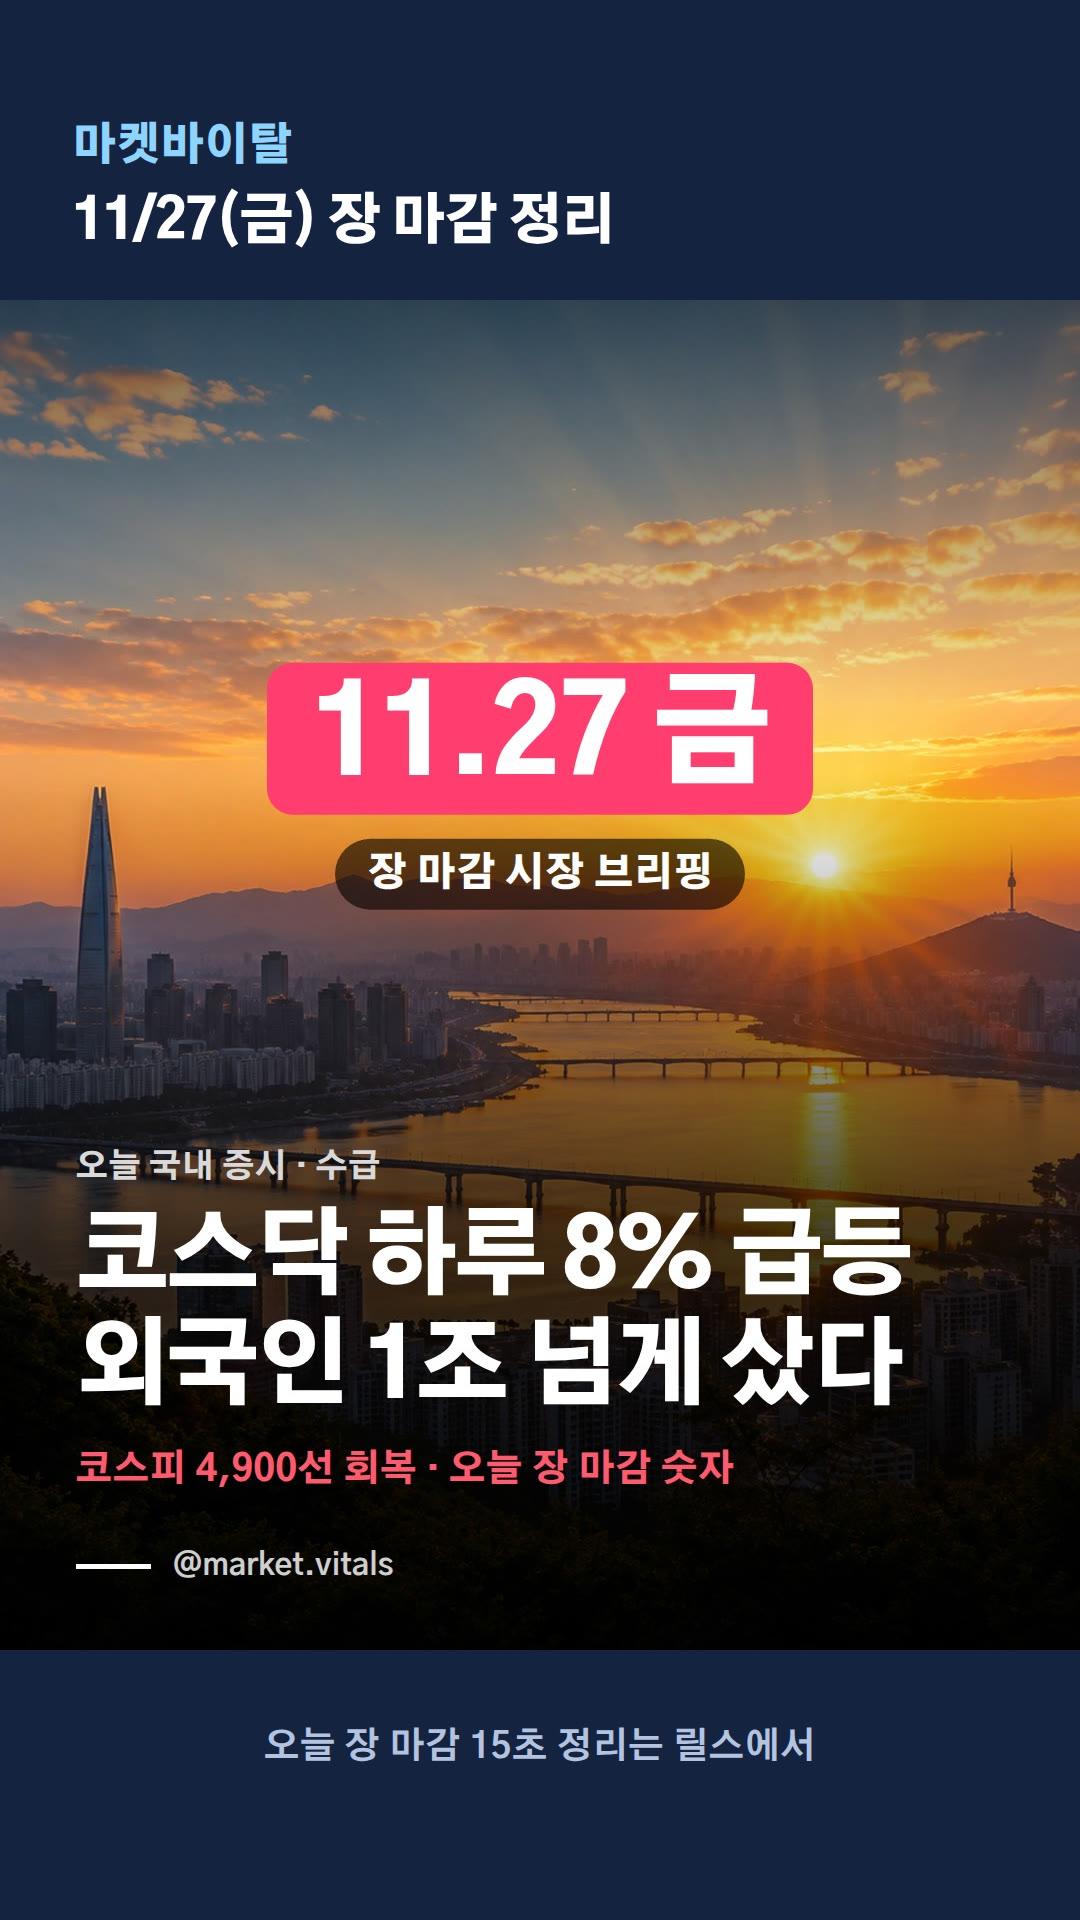 마켓바이탈
11/27(금) 장 마감 정리
11.27 금
장 마감 시장 브리핑
오늘 국내 증시 · 수급
코스닥 하루 8% 급등
외국인 1조 넘게 샀다
코스피 4,900선 회복 · 오늘 장 마감 숫자
@market.vitals
오늘 장 마감 15초 정리는 릴스에서